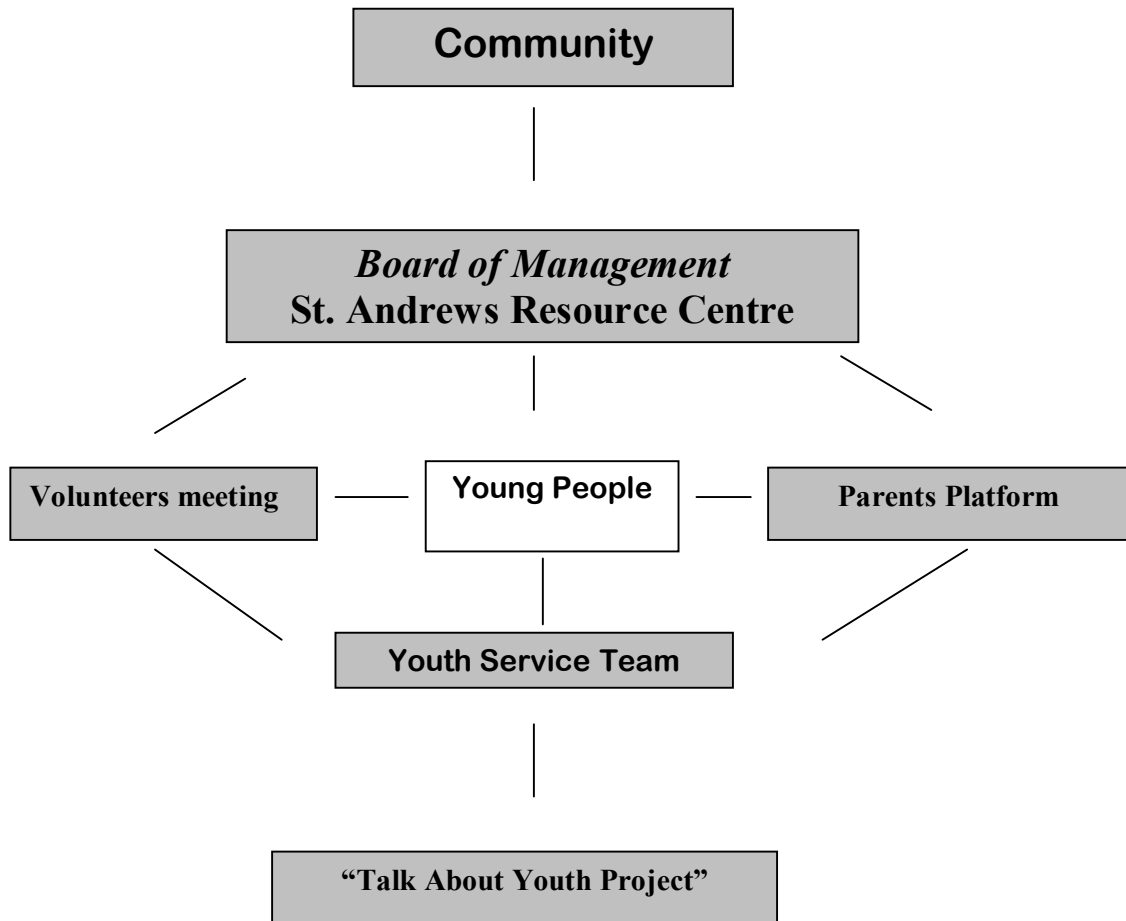 Community
Board of Management
St. Andrews Resource Centre
Volunteers meeting
Young People
Parents Platform
Youth Service Team
“Talk About Youth Project”